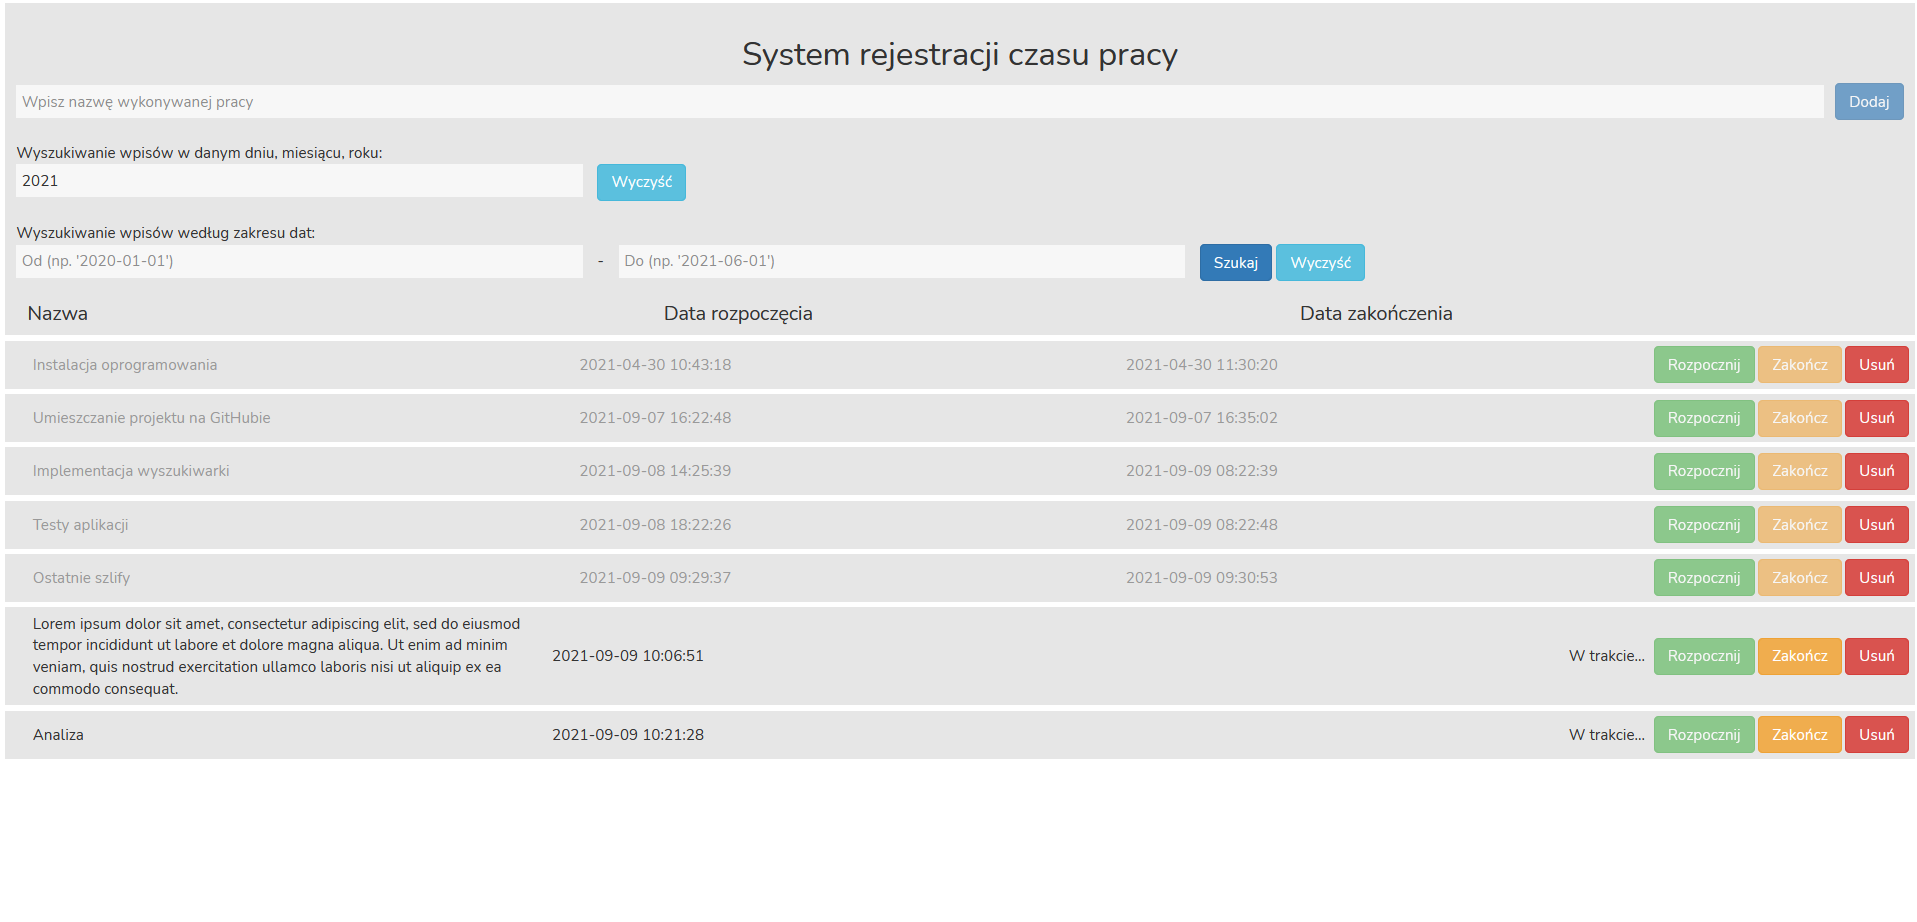 System rejestracji czasu pracy
Wpisz nazwę wykonywanej pracy Dodaj
Wyszukiwanie wpisów w danym dniu, miesiącu, roku:
2021 Wyczyść
Wyszukiwanie wpisów według zakresu dat:
Od (np. '2020-01-01') - Do (np. '2021-06-01') Szukaj Wyczyść
Nazwa Data rozpoczęcia Data zakończenia
Instalacja oprogramowania 2021-04-30 10:43:18 2021-04-30 11:30:20 Rozpocznij Zakończ Usuń
Umieszczanie projektu na GitHubie 2021-09-07 16:22:48 2021-09-07 16:35:02 Rozpocznij Zakończ Usuń
Implementacja wyszukiwarki 2021-09-08 14:25:39 2021-09-09 08:22:39 Rozpocznij Zakończ Usuń
Testy aplikacji 2021-09-08 18:22:26 2021-09-09 08:22:48 Rozpocznij Zakończ Usuń
Ostatnie szlify 2021-09-09 09:29:37 2021-09-09 09:30:53 Rozpocznij Zakończ Usuń
Lorem ipsum dolor sit amet, consectetur adipiscing elit, sed do eiusmod
tempor incididunt ut labore et dolore magna aliqua. Ut enim ad minim
veniam, quis nostrud exercitation ullamco laboris nisi ut aliquip ex ea
commodo consequat.
2021-09-09 10:06:51 W trakcie... Rozpocznij Zakończ Usuń
Analiza 2021-09-09 10:21:28 W trakcie... Rozpocznij Zakończ Usuń